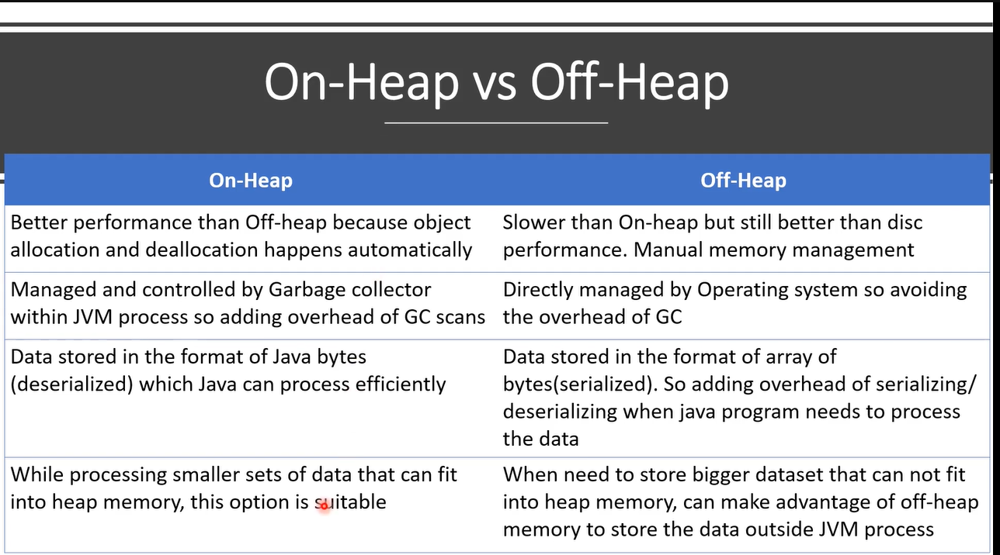 On-Heap vs Off-Heap
On-Heap
Off-Heap
Better performance than Off-heap because object
allocation and deallocation happens automatically
Slower than On-heap but still better than disc
performance. Manual memory management
Managed and controlled by Garbage collector
within JVM process so adding overhead of GC scans
Directly managed by Operating system so avoiding
the overhead of GC
Data stored in the format of Java bytes
(deserialized) which Java can process efficiently
Data stored in the format of array of
bytes(serialized). So adding overhead of serializing/
deserializing when java program needs to process
the data
While processing smaller sets of data that can fit
into heap memory, this option is suitable
When need to store bigger dataset that can not fit
into heap memory, can make advantage of off-heap
memory to store the data outside JVM process